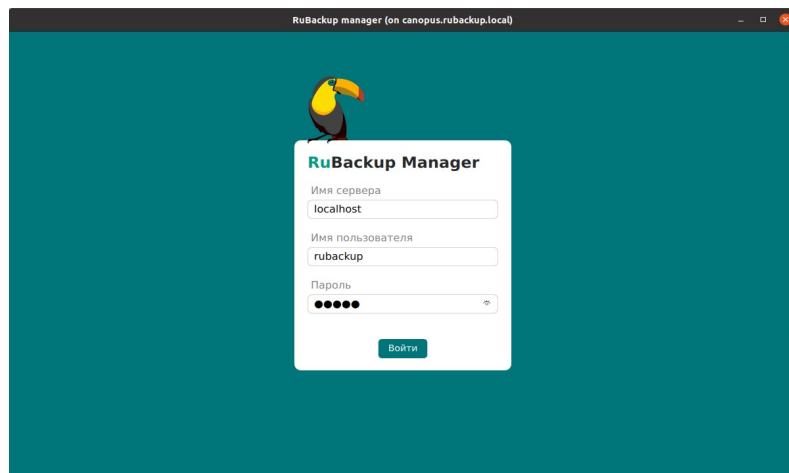 RuBackup manager (on canopus.rubackup.local)
RuBackup Manager
Имя сервера
localhost
Имя пользователя
rubackup
Пароль
●●●●●
Войти